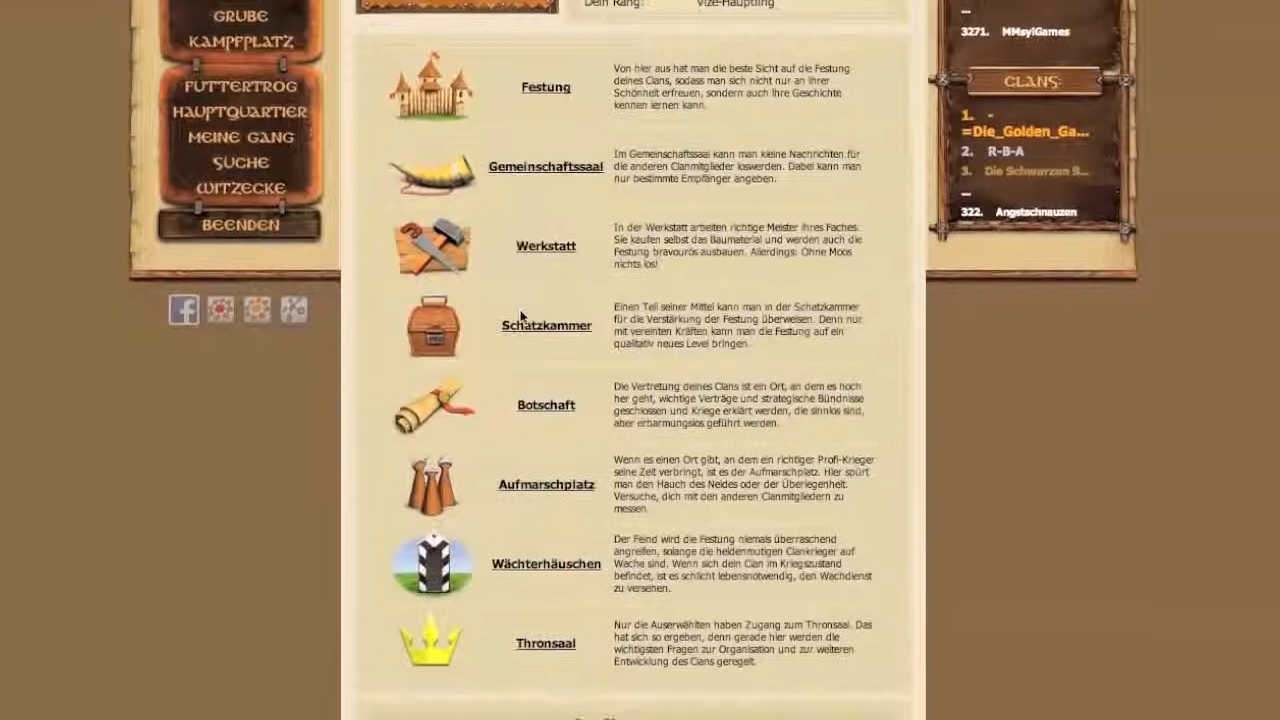 GRUBE
KAMPFPLATZ
FUTTERTROG
HAUPTQUARTIER
MEINE GANG
SUCHE
WITZECKE
BEENDEN
Dein Rang: Vize-Häuptling
Festung
Von hier aus hat man die beste Sicht auf die Festung
deines Clans, sodass man sich nicht nur an ihrer
Schönheit erfreuen, sondern auch ihre Geschichte
kennen lernen kann.
Gemeinschaftssaal
Im Gemeinschaftssaal kann man kleine Nachrichten für
die anderen Clanmitglieder loswerden. Dabei kann man
nur bestimmte Empfänger angeben.
Werkstatt
In der Werkstatt arbeiten richtige Meister ihres Faches.
Sie kaufen selbst das Baumaterial und werden auch die
Festung bravourös ausbauen. Allerdings: Ohne Moos
nichts los!
Schatzkammer
Einen Teil seiner Mittel kann man in der Schatzkammer
für die Verstärkung der Festung überweisen. Denn nur
mit vereinten Kräften kann man die Festung auf ein
qualitativ neues Level bringen.
Botschaft
Die Vertretung deines Clans ist ein Ort, an dem es hoch
her geht, wichtige Verträge und strategische Bündnisse
geschlossen und Kriege erklärt werden, die sinnlos sind,
aber erbarmungslos geführt werden.
Aufmarschplatz
Wenn es einen Ort gibt, an dem ein richtiger Profi-Krieger
seine Zeit verbringt, ist es der Aufmarschplatz. Hier spürt
man den Hauch des Neides oder der Überlegenheit.
Versuche, dich mit den anderen Clanmitgliedern zu
messen.
Wächterhäuschen
Der Feind wird die Festung niemals überraschend
angreifen, solange die heldenmutigen Clankrieger auf
Wache sind. Wenn sich dein Clan im Kriegszustand
befindet, ist es schlicht lebensnotwendig, den Wachdienst
zu versehen.
Thronsaal
Nur die Auserwählten haben Zugang zum Thronsaal. Das
hat sich so ergeben, denn gerade hier werden die
wichtigsten Fragen zur Organisation und zur weiteren
Entwicklung des Clans geregelt.
...
3271. MMsylGames
CLANS:
1. -
=Die_Golden_Ga...
2. R-B-A
3. Die Schwarzen S...
...
322. Angstschnauzen